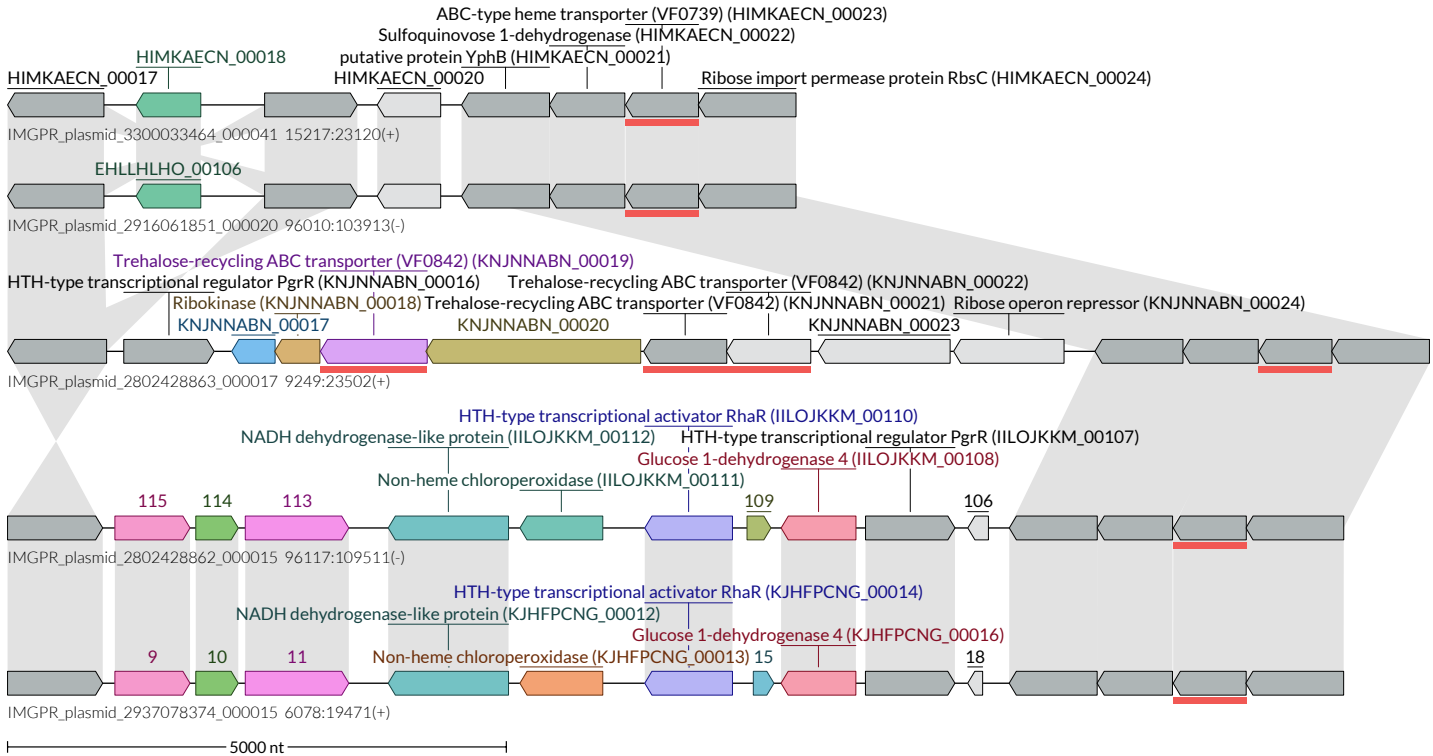 ABC-type heme transporter (VF0739) (HIMKAECN_00023)
Sulfoquinovose 1-dehydrogenase (HIMKAECN_00022)
HIMKAECN_00018 putative protein YphB (HIMKAECN_00021)
HIMKAECN_00017 HIMKAECN_00020 Ribose import permease protein RbsC (HIMKAECN_00024)
IMGPR_plasmid_3300033464_000041 15217:23120(+)
EHLLHLHO_00106
IMGPR_plasmid_2916061851_000020 96010:103913(-)
Trehalose-recycling ABC transporter (VF0842) (KNJNNABN_00019)
HTH-type transcriptional regulator PgrR (KNJNNABN_00016) Trehalose-recycling ABC transporter (VF0842) (KNJNNABN_00022)
Ribokinase (KNJNNABN_00018) Trehalose-recycling ABC transporter (VF0842) (KNJNNABN_00021) Ribose operon repressor (KNJNNABN_00024)
KNJNNABN_00017 KNJNNABN_00020 KNJNNABN_00023
IMGPR_plasmid_2802428863_000017 9249:23502(+)
HTH-type transcriptional activator RhaR (IILOJKKM_00110)
NADH dehydrogenase-like protein (IILOJKKM_00112) HTH-type transcriptional regulator PgrR (IILOJKKM_00107)
Glucose 1-dehydrogenase 4 (IILOJKKM_00108)
Non-heme chloroperoxidase (IILOJKKM_00111)
115 114 113 109 106
IMGPR_plasmid_2802428862_000015 96117:109511(-)
HTH-type transcriptional activator RhaR (KJHFPCNG_00014)
NADH dehydrogenase-like protein (KJHFPCNG_00012)
Glucose 1-dehydrogenase 4 (KJHFPCNG_00016)
9 10 11 Non-heme chloroperoxidase (KJHFPCNG_00013) 15 18
IMGPR_plasmid_2937078374_000015 6078:19471(+)
5000 nt